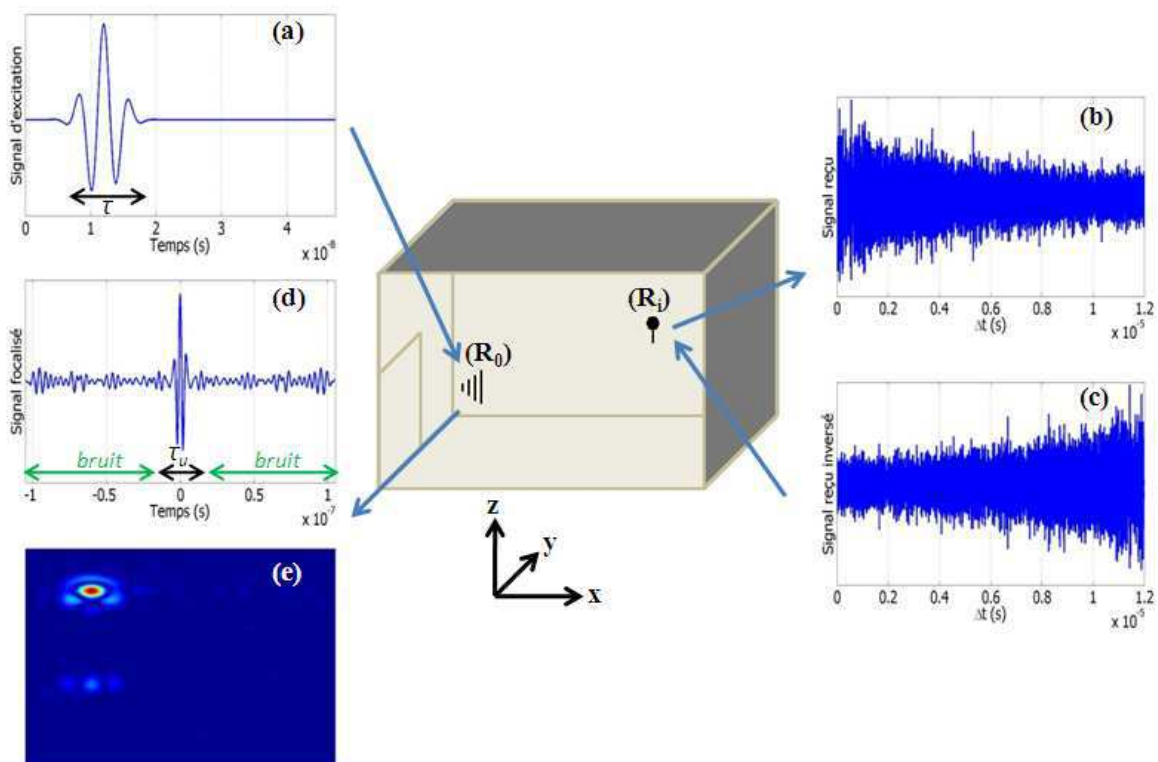 (a)
Signal d'excitation
τ
0 1 2 3 4
Temps (s)
x 10⁻⁸
(d)
Signal focalisé
bruit
τu
bruit
-1 -0.5 0 0.5 1
Temps (s)
x 10⁻⁷
(e)
(R₀)
(Rᵢ)
z
y
x
(b)
Signal reçu
0 0.2 0.4 0.6 0.8 1 1.2
Δt (s)
x 10⁻⁵
(c)
Signal reçu inversé
0 0.2 0.4 0.6 0.8 1 1.2
Δt (s)
x 10⁻⁵